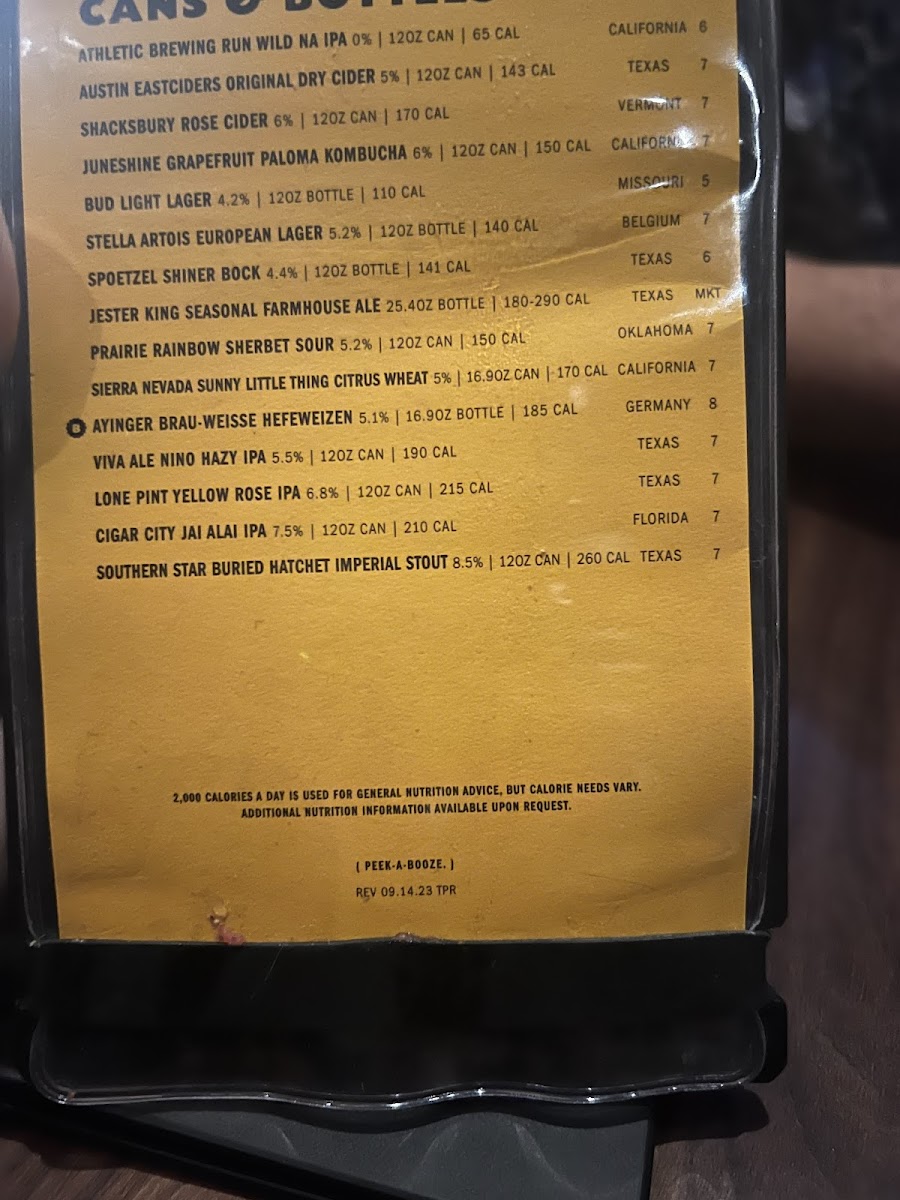 CANS & BOTTLES
ATHLETIC BREWING RUN WILD NA IPA 0% | 12OZ CAN | 65 CAL CALIFORNIA 6
AUSTIN EASTCIDERS ORIGINAL DRY CIDER 5% | 12OZ CAN | 143 CAL TEXAS 7
SHACKSBURY ROSE CIDER 6% | 12OZ CAN | 170 CAL VERMONT 7
JUNESHINE GRAPEFRUIT PALOMA KOMBUCHA 6% | 12OZ CAN | 150 CAL CALIFORNIA 7
BUD LIGHT LAGER 4.2% | 12OZ BOTTLE | 110 CAL MISSOURI 5
STELLA ARTOIS EUROPEAN LAGER 5.2% | 12OZ BOTTLE | 140 CAL BELGIUM 7
SPOETZEL SHINER BOCK 4.4% | 12OZ BOTTLE | 141 CAL TEXAS 6
JESTER KING SEASONAL FARMHOUSE ALE 25.4OZ BOTTLE | 180-290 CAL TEXAS MKT
PRAIRIE RAINBOW SHERBET SOUR 5.2% | 12OZ CAN | 150 CAL OKLAHOMA 7
SIERRA NEVADA SUNNY LITTLE THING CITRUS WHEAT 5% | 16.9OZ CAN | 170 CAL CALIFORNIA 7
AYINGER BRAU-WEISSE HEFEWEIZEN 5.1% | 16.9OZ BOTTLE | 185 CAL GERMANY 8
VIVA ALE NINO HAZY IPA 5.5% | 12OZ CAN | 190 CAL TEXAS 7
LONE PINT YELLOW ROSE IPA 6.8% | 12OZ CAN | 215 CAL TEXAS 7
CIGAR CITY JAI ALAI IPA 7.5% | 12OZ CAN | 210 CAL FLORIDA 7
SOUTHERN STAR BURIED HATCHET IMPERIAL STOUT 8.5% | 12OZ CAN | 260 CAL TEXAS 7
2,000 CALORIES A DAY IS USED FOR GENERAL NUTRITION ADVICE, BUT CALORIE NEEDS VARY.
ADDITIONAL NUTRITION INFORMATION AVAILABLE UPON REQUEST.
( PEEK-A-BOOZE. )
REV 09.14.23 TPR